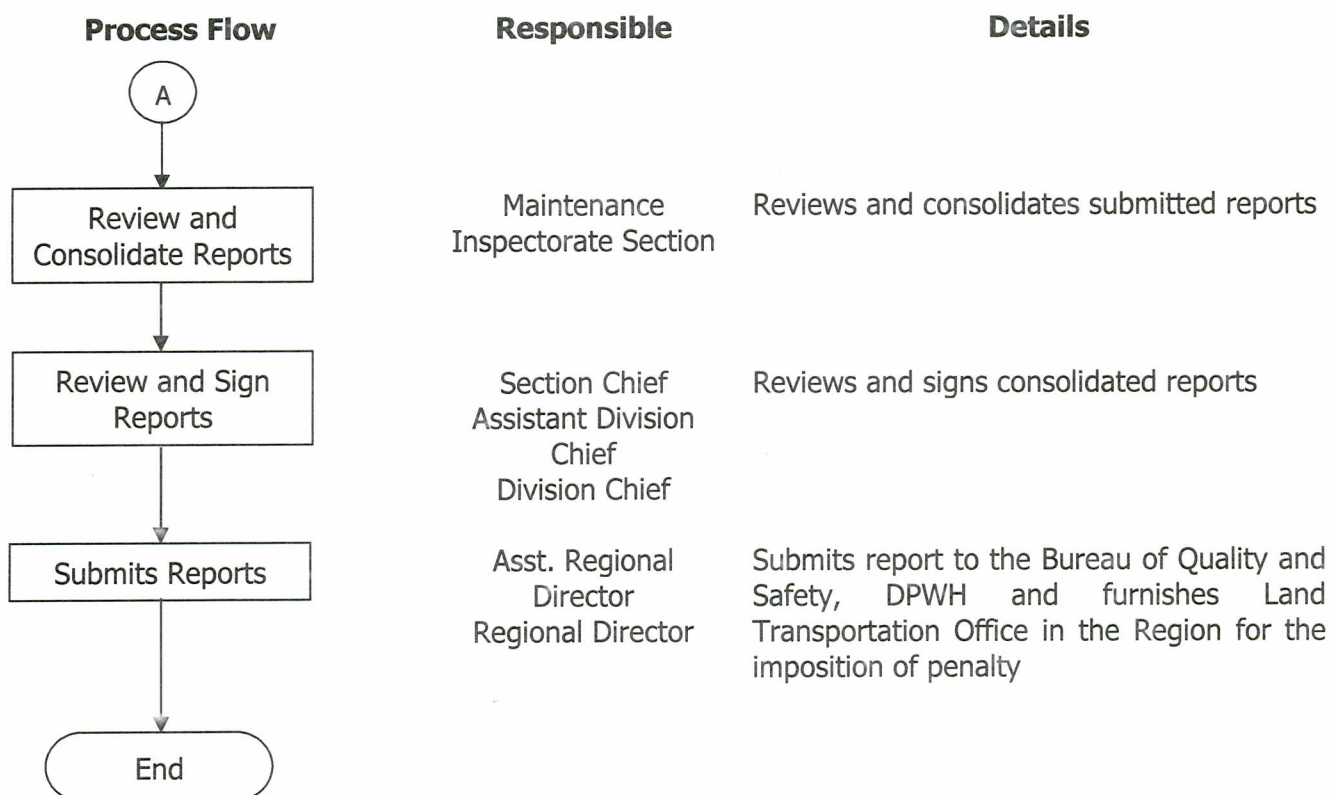 Process Flow
Responsible
Details
A
Review and
Consolidate Reports
Maintenance
Inspectorate Section
Reviews and consolidates submitted reports
Review and Sign
Reports
Section Chief
Assistant Division
Chief
Division Chief
Reviews and signs consolidated reports
Submits Reports
Asst. Regional
Director
Regional Director
Submits report to the Bureau of Quality and
Safety, DPWH and furnishes Land
Transportation Office in the Region for the
imposition of penalty
End